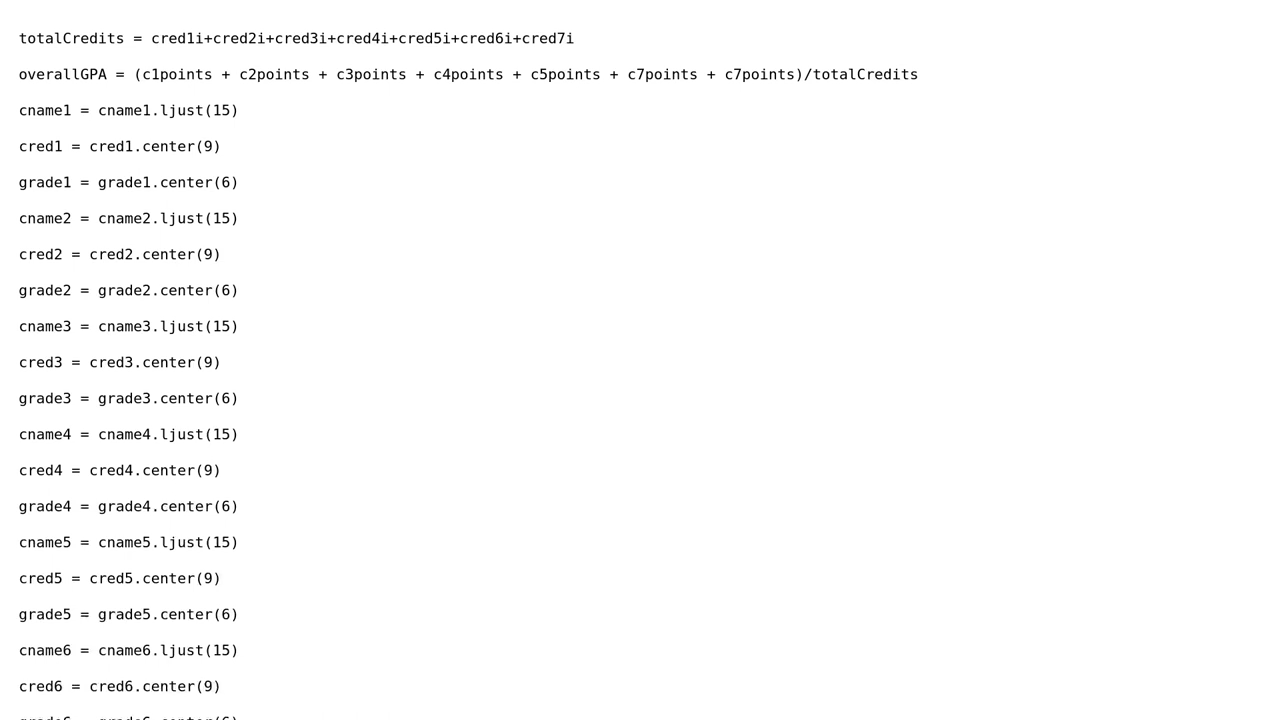 totalCredits = cred1i+cred2i+cred3i+cred4i+cred5i+cred6i+cred7i
overallGPA = (c1points + c2points + c3points + c4points + c5points + c7points + c7points)/totalCredits
cname1 = cname1.ljust(15)
cred1 = cred1.center(9)
grade1 = grade1.center(6)
cname2 = cname2.ljust(15)
cred2 = cred2.center(9)
grade2 = grade2.center(6)
cname3 = cname3.ljust(15)
cred3 = cred3.center(9)
grade3 = grade3.center(6)
cname4 = cname4.ljust(15)
cred4 = cred4.center(9)
grade4 = grade4.center(6)
cname5 = cname5.ljust(15)
cred5 = cred5.center(9)
grade5 = grade5.center(6)
cname6 = cname6.ljust(15)
cred6 = cred6.center(9)